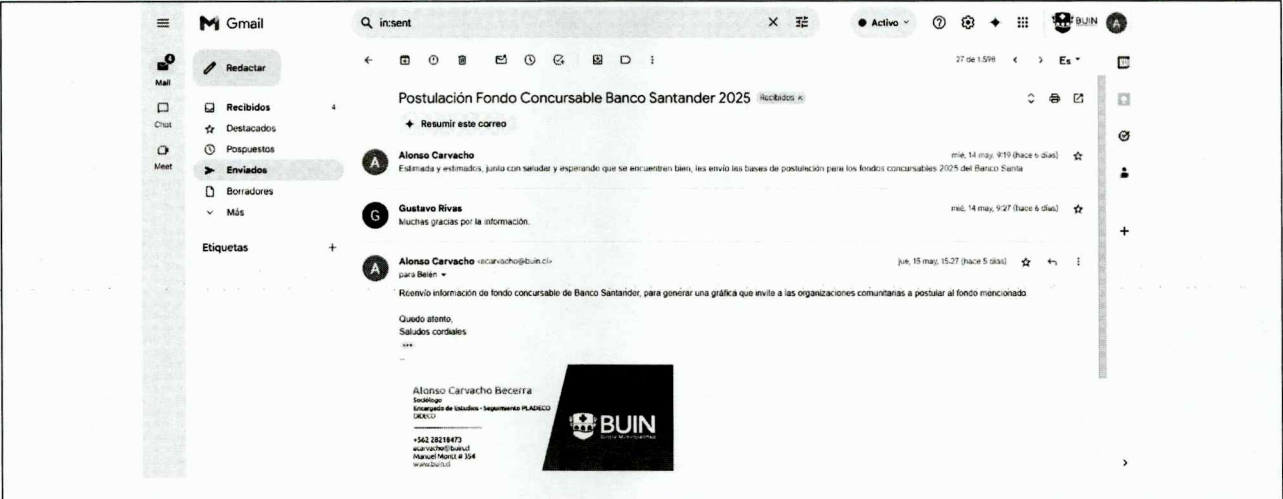 Gmail
in:sent
Activo
BUIN
A
4
Mail
Redactar
27 de 1.598
Es
Recibidos 4
Chat
Destacados
Meet
Pospuestos
Enviados
Borradores
Más
Etiquetas +
Postulación Fondo Concursable Banco Santander 2025 Recibidos x
Resumir este correo
A
Alonso Carvacho
mié, 14 may, 9:19 (hace 6 días)
Estimada y estimados, junto con saludar y esperando que se encuentren bien, les envío las bases de postulación para los fondos concursables 2025 del Banco Santa
G
Gustavo Rivas
mié, 14 may, 9:27 (hace 6 días)
Muchas gracias por la información.
A
Alonso Carvacho <acarvacho@buin.cl>
jue, 15 may, 15:27 (hace 5 días)
para Belén
Reenvío información de fondo concursable de Banco Santander, para generar una gráfica que invite a las organizaciones comunitarias a postular al fondo mencionado.
Quedo atento,
Saludos cordiales
...
--
Alonso Carvacho Becerra
Sociólogo
Encargado de Estudios - Seguimiento PLADECO
DIDECO
+562 28218473
acarvacho@buin.cl
Manuel Montt # 354
www.buin.cl
BUIN